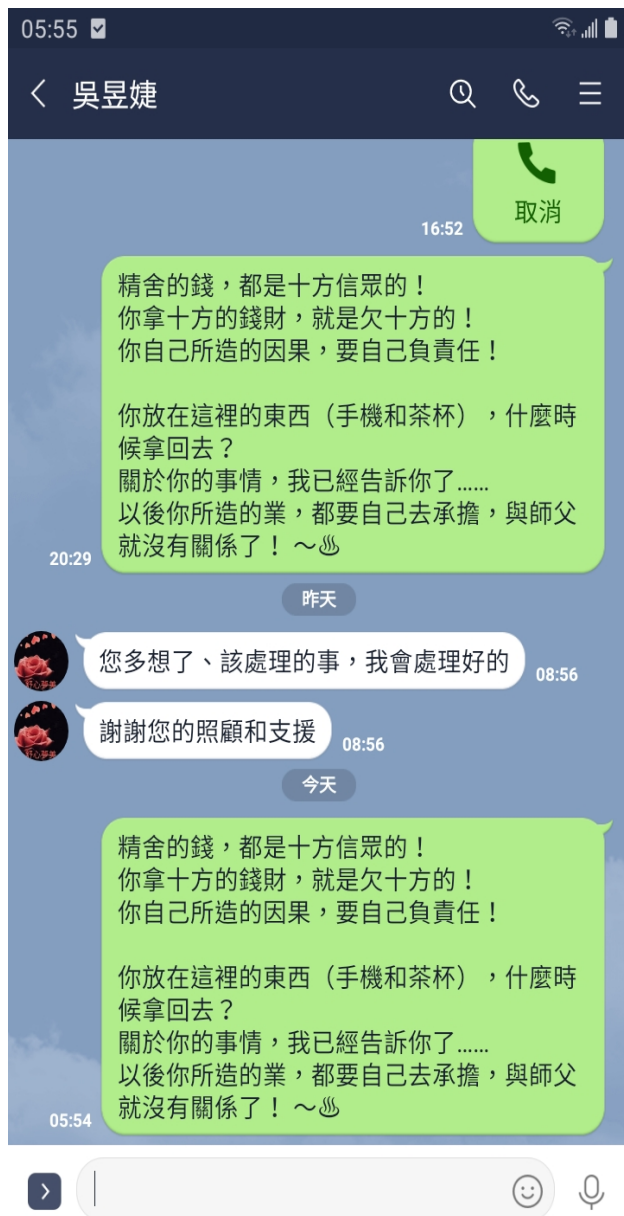 05:55
吳昱婕
取消
16:52
精舍的錢，都是十方信眾的！
你拿十方的錢財，就是欠十方的！
你自己所造的因果，要自己負責任！
你放在這裡的東西（手機和茶杯），什麼時
候拿回去？
關於你的事情，我已經告訴你了……
以後你所造的業，都要自己去承擔，與師父
就沒有關係了！～♨
20:29
昨天
您多想了、該處理的事，我會處理好的
08:56
謝謝您的照顧和支援
08:56
今天
精舍的錢，都是十方信眾的！
你拿十方的錢財，就是欠十方的！
你自己所造的因果，要自己負責任！
你放在這裡的東西（手機和茶杯），什麼時
候拿回去？
關於你的事情，我已經告訴你了……
以後你所造的業，都要自己去承擔，與師父
就沒有關係了！～♨
05:54